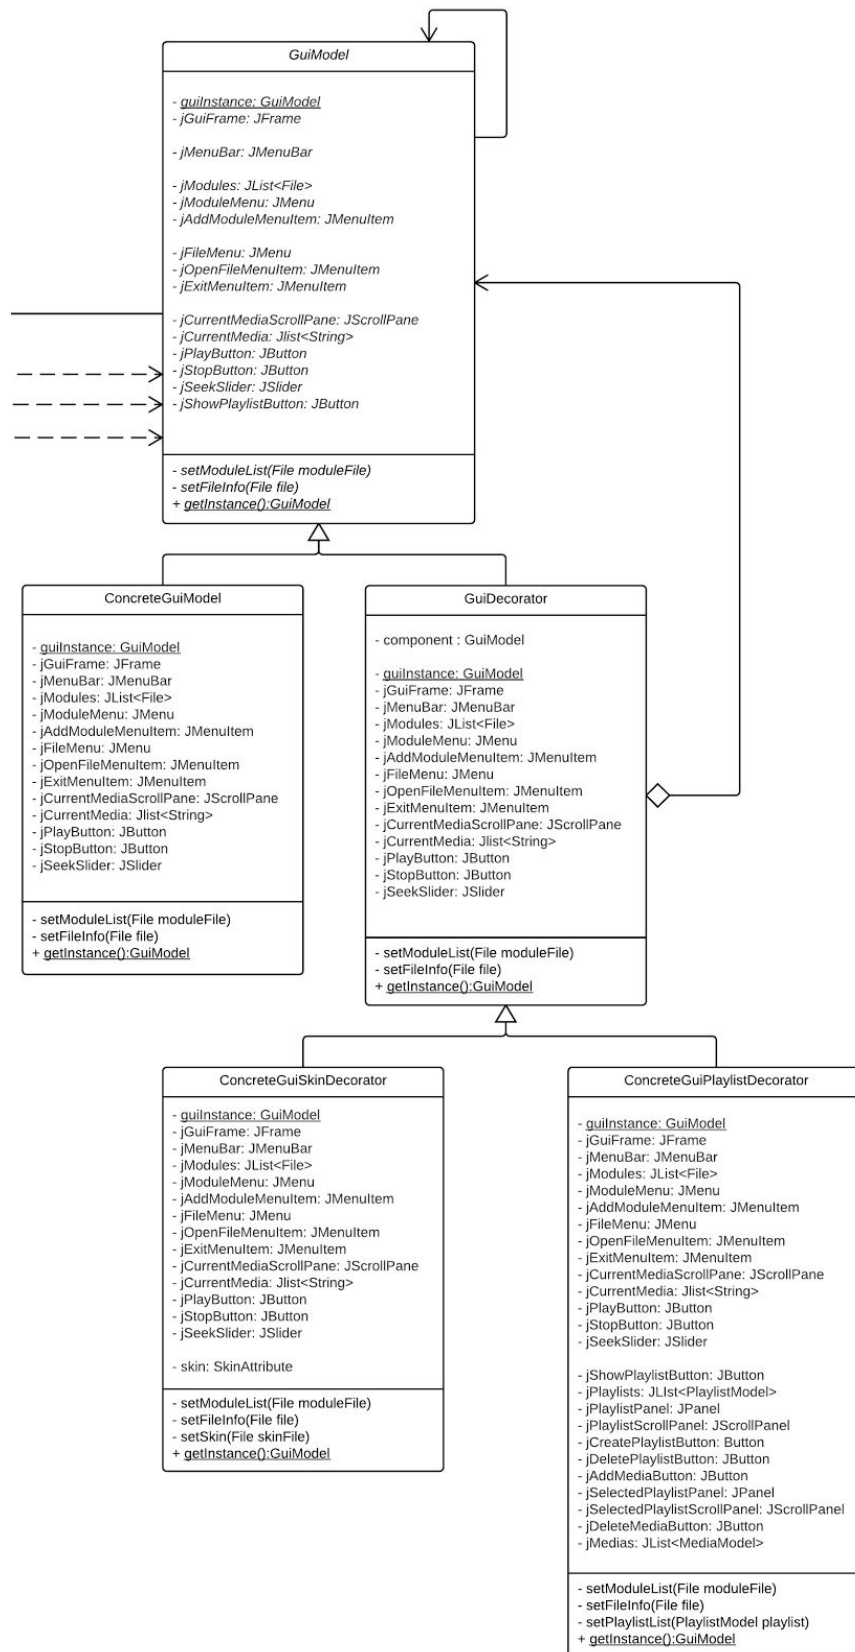 GuiModel
- guiInstance: GuiModel
- jGuiFrame: JFrame
- jMenuBar: JMenuBar
- jModules: JList<File>
- jModuleMenu: JMenu
- jAddModuleMenuItem: JMenuItem
- jFileMenu: JMenu
- jOpenFileMenuItem: JMenuItem
- jExitMenuItem: JMenuItem
- jCurrentMediaScrollPane: JScrollPane
- jCurrentMedia: Jlist<String>
- jPlayButton: JButton
- jStopButton: JButton
- jSeekSlider: JSlider
- jShowPlaylistButton: JButton
- setModuleList(File moduleFile)
- setFileInfo(File file)
+ getInstance():GuiModel
ConcreteGuiModel
- guiInstance: GuiModel
- jGuiFrame: JFrame
- jMenuBar: JMenuBar
- jModules: JList<File>
- jModuleMenu: JMenu
- jAddModuleMenuItem: JMenuItem
- jFileMenu: JMenu
- jOpenFileMenuItem: JMenuItem
- jExitMenuItem: JMenuItem
- jCurrentMediaScrollPane: JScrollPane
- jCurrentMedia: Jlist<String>
- jPlayButton: JButton
- jStopButton: JButton
- jSeekSlider: JSlider
- setModuleList(File moduleFile)
- setFileInfo(File file)
+ getInstance():GuiModel
GuiDecorator
- component : GuiModel
- guiInstance: GuiModel
- jGuiFrame: JFrame
- jMenuBar: JMenuBar
- jModules: JList<File>
- jModuleMenu: JMenu
- jAddModuleMenuItem: JMenuItem
- jFileMenu: JMenu
- jOpenFileMenuItem: JMenuItem
- jExitMenuItem: JMenuItem
- jCurrentMediaScrollPane: JScrollPane
- jCurrentMedia: Jlist<String>
- jPlayButton: JButton
- jStopButton: JButton
- jSeekSlider: JSlider
- setModuleList(File moduleFile)
- setFileInfo(File file)
+ getInstance():GuiModel
ConcreteGuiSkinDecorator
- guiInstance: GuiModel
- jGuiFrame: JFrame
- jMenuBar: JMenuBar
- jModules: JList<File>
- jModuleMenu: JMenu
- jAddModuleMenuItem: JMenuItem
- jFileMenu: JMenu
- jOpenFileMenuItem: JMenuItem
- jExitMenuItem: JMenuItem
- jCurrentMediaScrollPane: JScrollPane
- jCurrentMedia: Jlist<String>
- jPlayButton: JButton
- jStopButton: JButton
- jSeekSlider: JSlider
- skin: SkinAttribute
- setModuleList(File moduleFile)
- setFileInfo(File file)
- setSkin(File skinFile)
+ getInstance():GuiModel
ConcreteGuiPlaylistDecorator
- guiInstance: GuiModel
- jGuiFrame: JFrame
- jMenuBar: JMenuBar
- jModules: JList<File>
- jModuleMenu: JMenu
- jAddModuleMenuItem: JMenuItem
- jFileMenu: JMenu
- jOpenFileMenuItem: JMenuItem
- jExitMenuItem: JMenuItem
- jCurrentMediaScrollPane: JScrollPane
- jCurrentMedia: Jlist<String>
- jPlayButton: JButton
- jStopButton: JButton
- jSeekSlider: JSlider
- jShowPlaylistButton: JButton
- jPlaylists: JLIst<PlaylistModel>
- jPlaylistPanel: JPanel
- jPlaylistScrollPanel: JScrollPanel
- jCreatePlaylistButton: Button
- jDeletePlaylistButton: JButton
- jAddMediaButton: JButton
- jSelectedPlaylistPanel: JPanel
- jSelectedPlaylistScrollPanel: JScrollPanel
- jDeleteMediaButton: JButton
- jMedias: JList<MediaModel>
- setModuleList(File moduleFile)
- setFileInfo(File file)
- setPlaylistList(PlaylistModel playlist)
+ getInstance():GuiModel